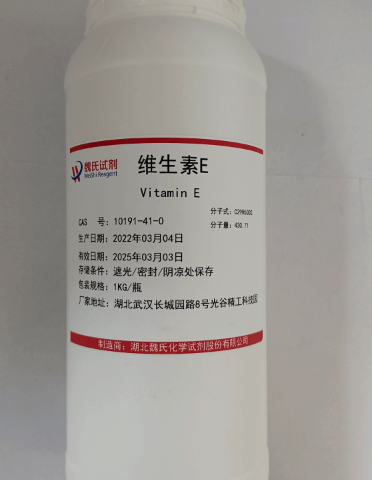 魏氏试剂
WeiShi Reagent
维生素E
Vitamin E
分子式: C29H50O2
分子量: 430.71
CAS 号: 10191-41-0
生产日期: 2022年03月04日
有效日期: 2025年03月03日
存储条件: 遮光/密封/阴凉处保存
包装规格: 1KG/瓶
厂家地址: 湖北武汉长城园路8号光谷精工科技园
制造商: 湖北魏氏化学试剂股份有限公司